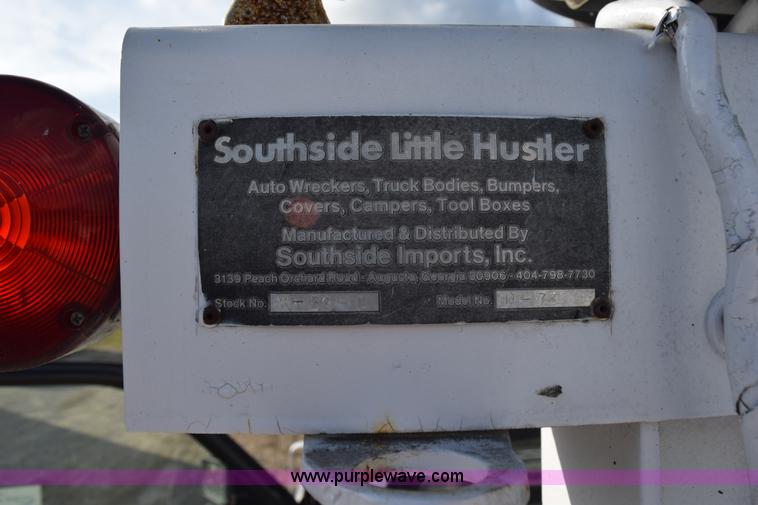 Southside Little Hustler
Auto Wreckers, Truck Bodies, Bumpers,
Covers, Campers, Tool Boxes
Manufactured & Distributed By
Southside Imports, Inc.
3139 Peach Orchard Road - Augusta, Georgia 30906 - 404-798-7730
Stock No.
Model No.
www.purplewave.com